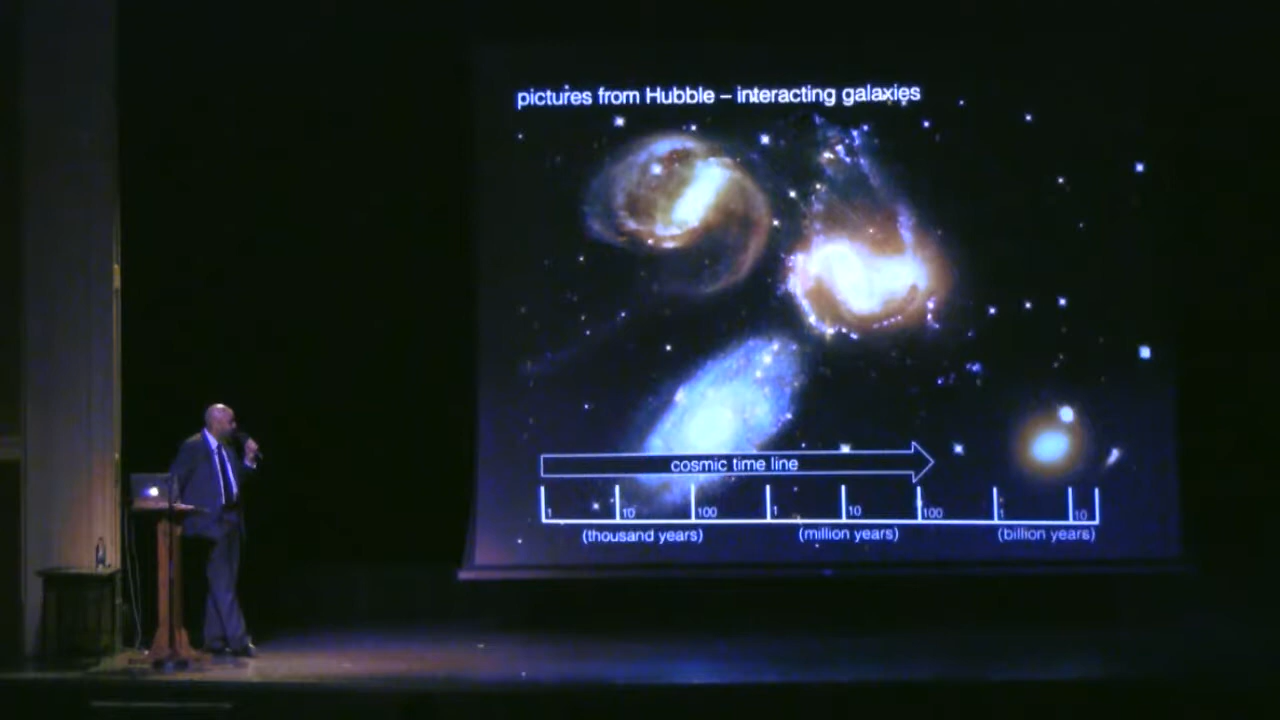 pictures from Hubble – interacting galaxies
cosmic time line
1 10 100 1 10 100 1 10
(thousand years) (million years) (billion years)